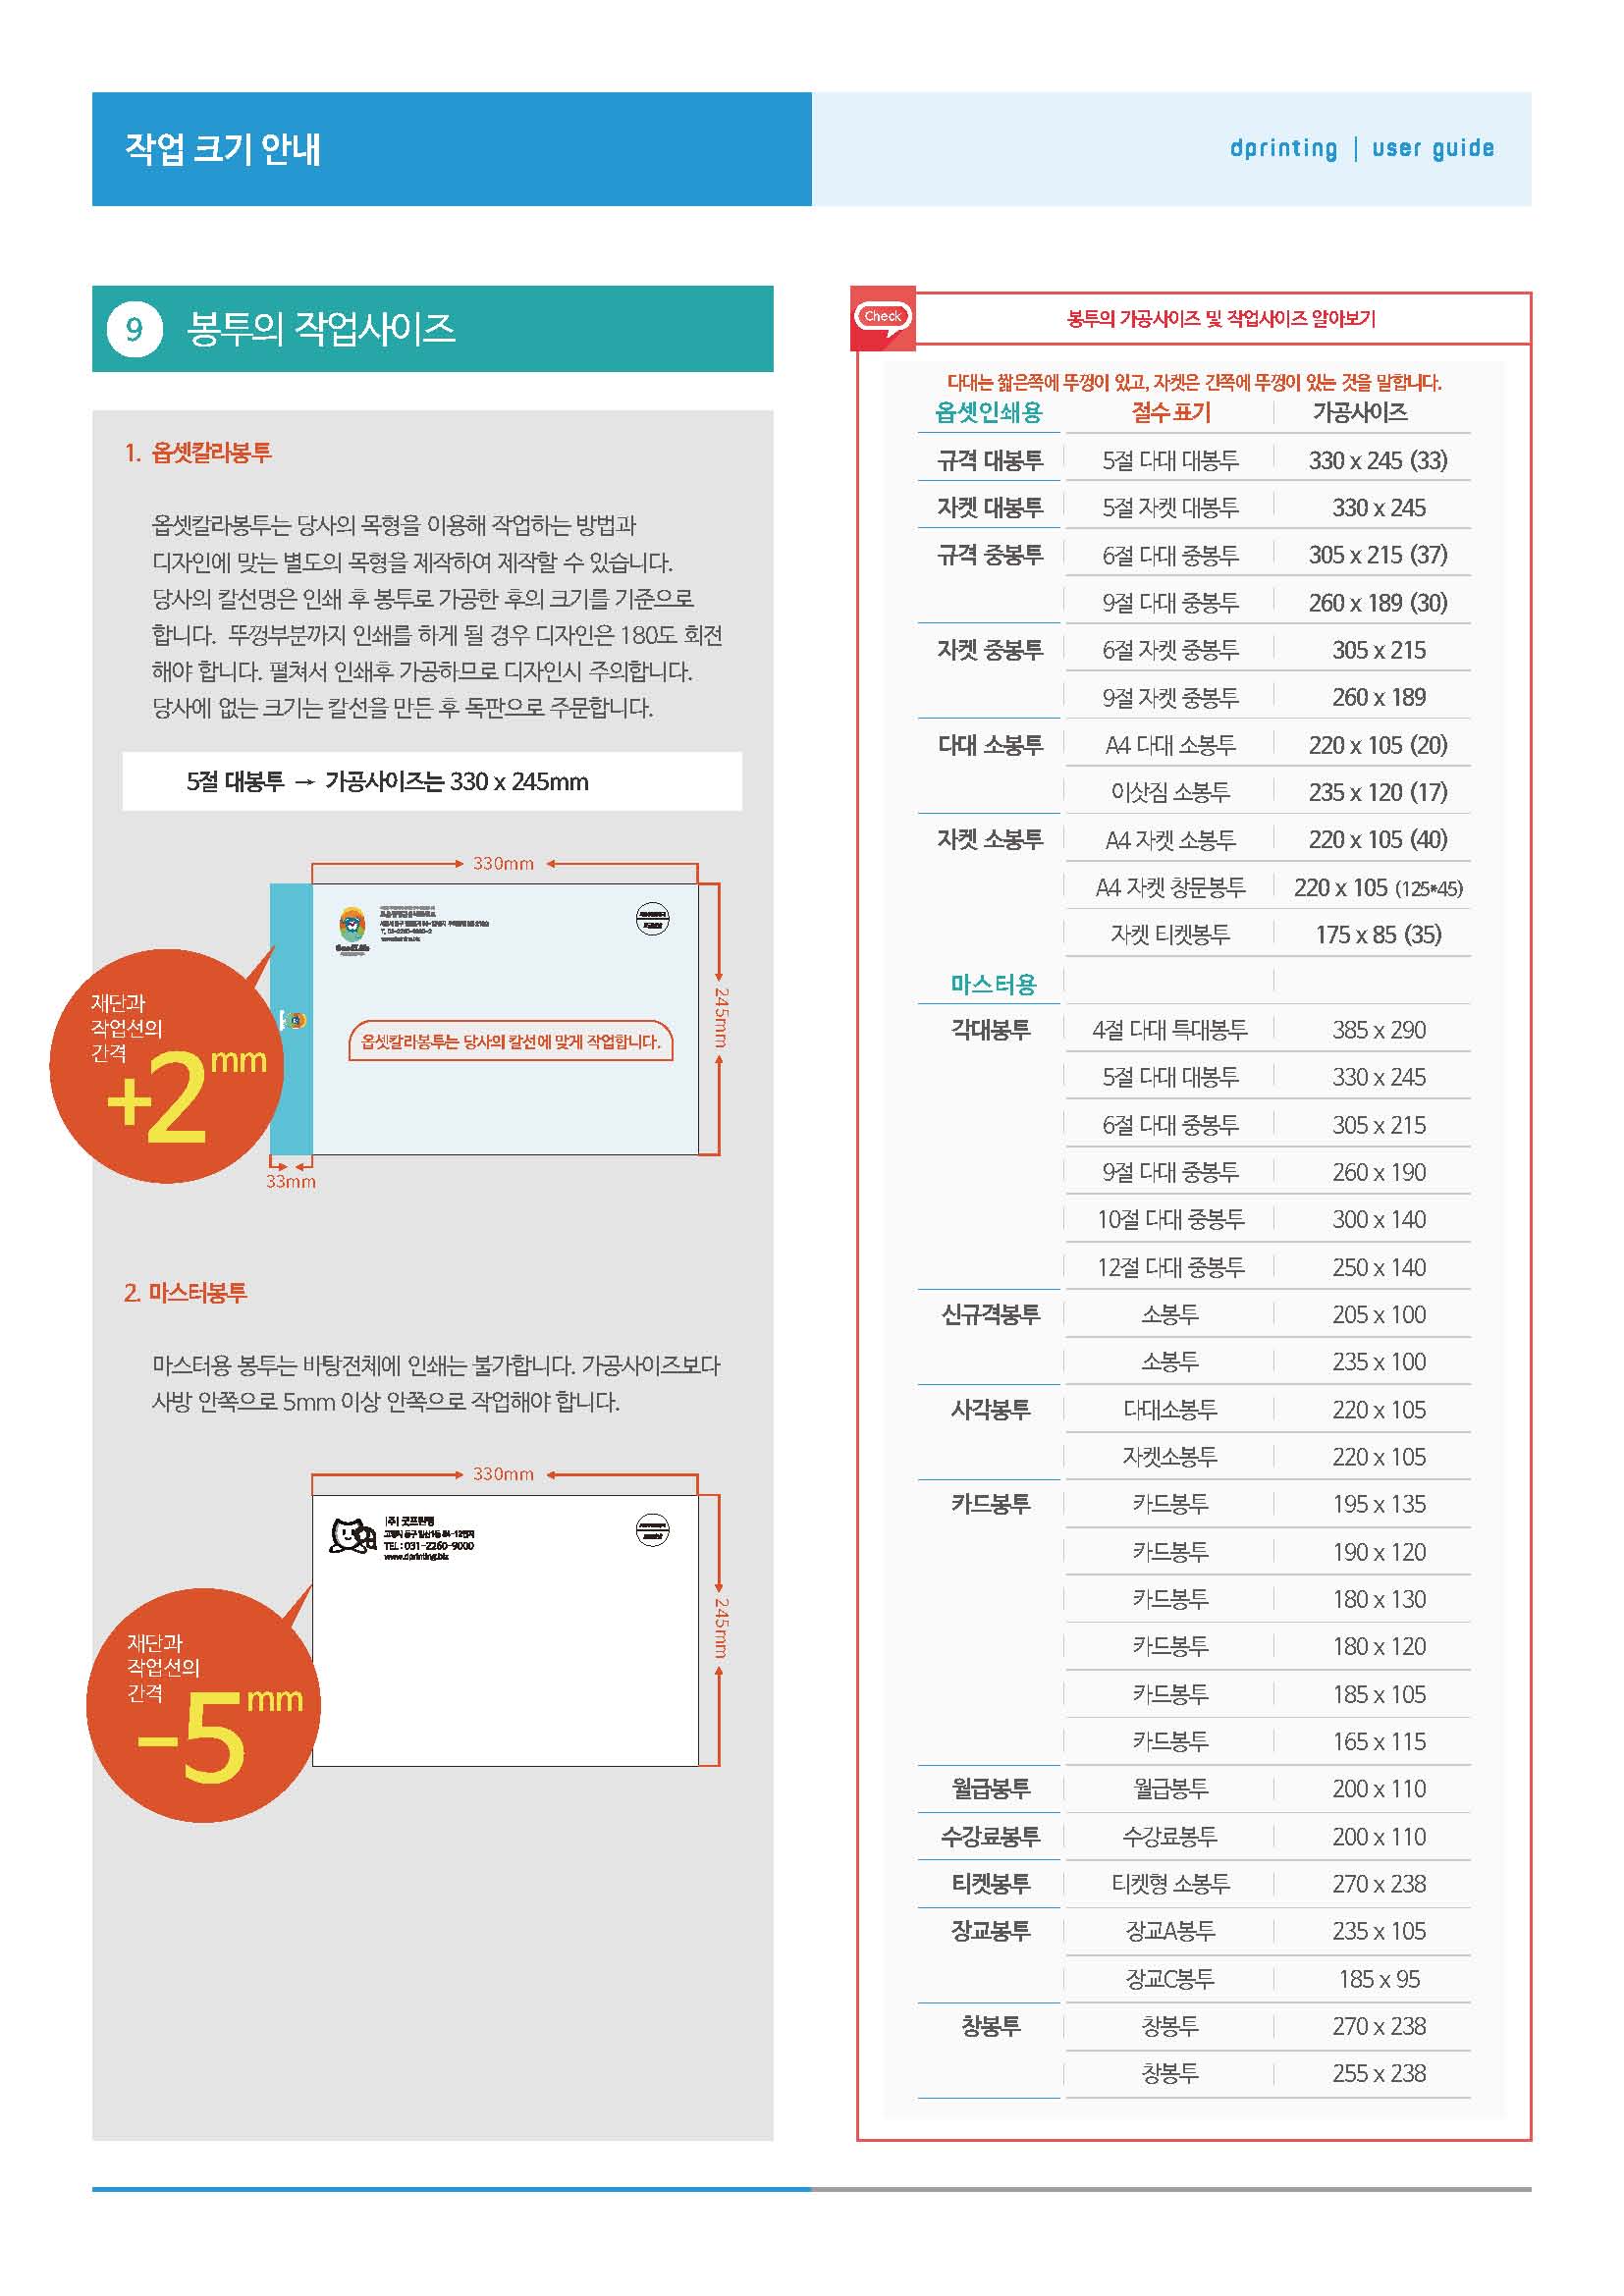 작업 크기 안내
dprinting | user guide
9 봉투의 작업사이즈
1. 옵셋칼라봉투
옵셋칼라봉투는 당사의 목형을 이용해 작업하는 방법과
디자인에 맞는 별도의 목형을 제작하여 제작할 수 있습니다.
당사의 칼선명은 인쇄 후 봉투로 가공한 후의 크기를 기준으로
합니다. 뚜껑부분까지 인쇄를 하게 될 경우 디자인은 180도 회전
해야 합니다. 펼쳐서 인쇄후 가공하므로 디자인시 주의합니다.
당사에 없는 크기는 칼선을 만든 후 독판으로 주문합니다.
5절 대봉투 → 가공사이즈는 330 x 245mm
330mm
245mm
옵셋칼라봉투는 당사의 칼선에 맞게 작업합니다.
재단과
작업선의
간격
+2mm
33mm
2. 마스터봉투
마스터용 봉투는 바탕전체에 인쇄는 불가합니다. 가공사이즈보다
사방 안쪽으로 5mm 이상 안쪽으로 작업해야 합니다.
330mm
(주) 굿프린팅
TEL : 031-2260-9000
www.dprinting.biz
245mm
재단과
작업선의
간격
-5mm
Check
봉투의 가공사이즈 및 작업사이즈 알아보기
다대는 짧은쪽에 뚜껑이 있고, 자켓은 긴쪽에 뚜껑이 있는 것을 말합니다.
옵셋인쇄용 절수 표기 가공사이즈
규격 대봉투 5절 다대 대봉투 330 x 245 (33)
자켓 대봉투 5절 자켓 대봉투 330 x 245
규격 중봉투 6절 다대 중봉투 305 x 215 (37)
9절 다대 중봉투 260 x 189 (30)
자켓 중봉투 6절 자켓 중봉투 305 x 215
9절 자켓 중봉투 260 x 189
다대 소봉투 A4 다대 소봉투 220 x 105 (20)
이삿짐 소봉투 235 x 120 (17)
자켓 소봉투 A4 자켓 소봉투 220 x 105 (40)
A4 자켓 창문봉투 220 x 105 (125*45)
자켓 티켓봉투 175 x 85 (35)
마스터용
각대봉투 4절 다대 특대봉투 385 x 290
5절 다대 대봉투 330 x 245
6절 다대 중봉투 305 x 215
9절 다대 중봉투 260 x 190
10절 다대 중봉투 300 x 140
12절 다대 중봉투 250 x 140
신규격봉투 소봉투 205 x 100
소봉투 235 x 100
사각봉투 다대소봉투 220 x 105
자켓소봉투 220 x 105
카드봉투 카드봉투 195 x 135
카드봉투 190 x 120
카드봉투 180 x 130
카드봉투 180 x 120
카드봉투 185 x 105
카드봉투 165 x 115
월급봉투 월급봉투 200 x 110
수강료봉투 수강료봉투 200 x 110
티켓봉투 티켓형 소봉투 270 x 238
장교봉투 장교A봉투 235 x 105
장교C봉투 185 x 95
창봉투 창봉투 270 x 238
창봉투 255 x 238